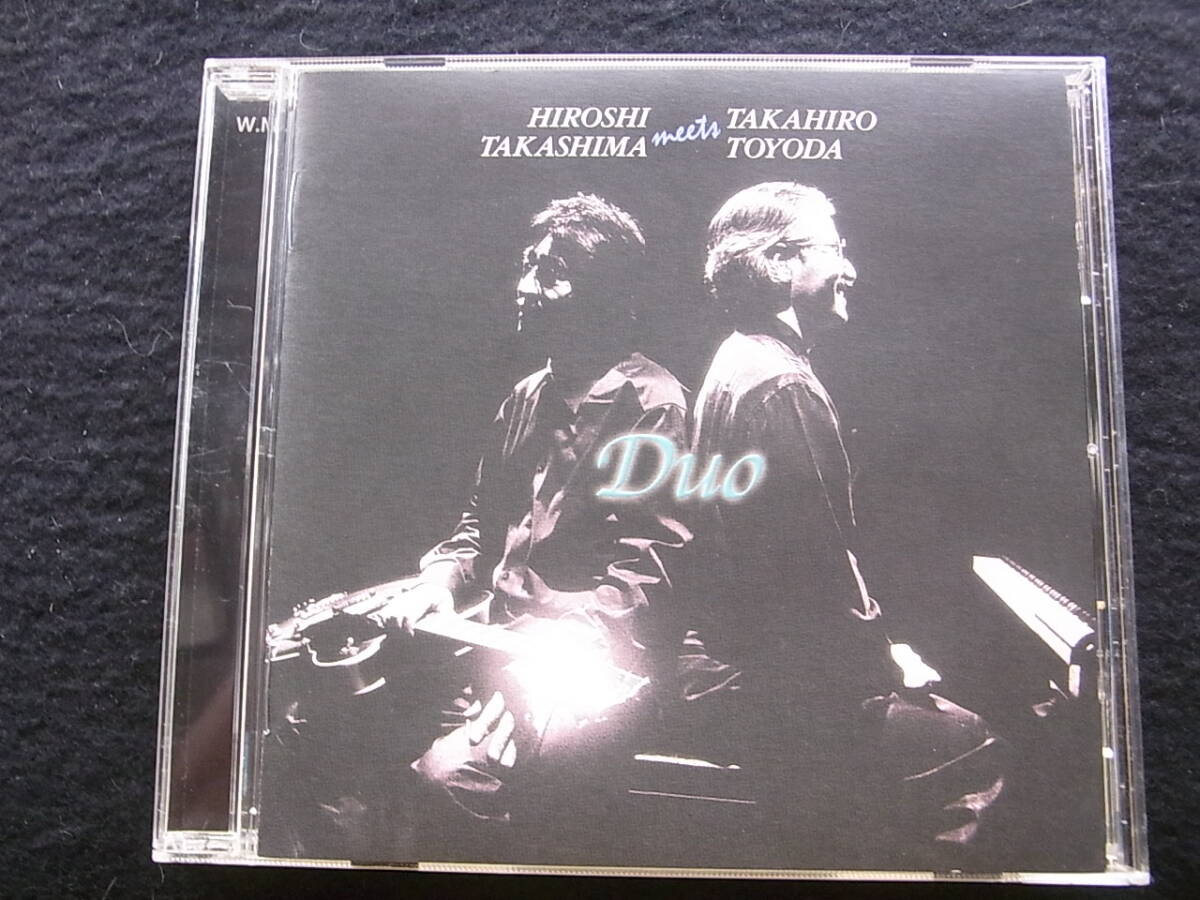 W.M
HIROSHI
TAKASHIMA
meets
TAKAHIRO
TOYODA
Duo